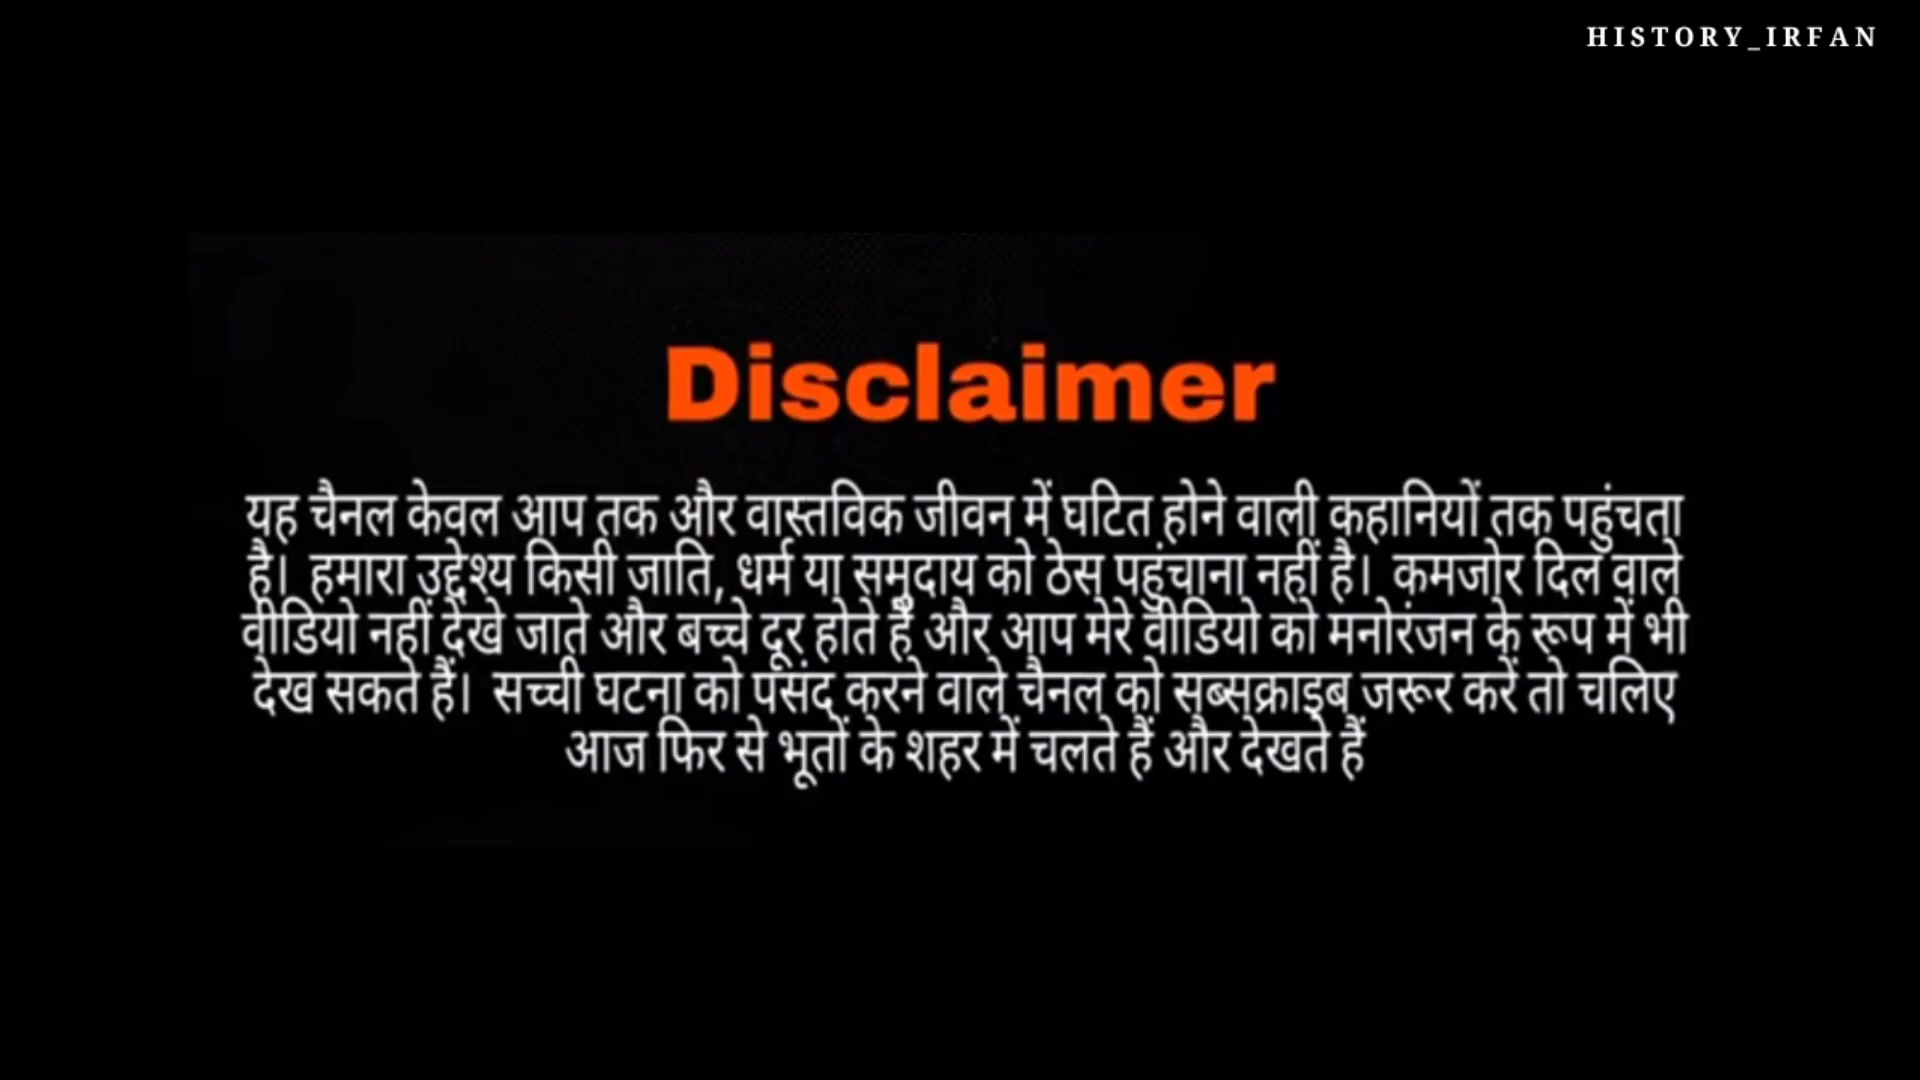 HISTORY_IRFAN
Disclaimer
यह चैनल केवल आप तक और वास्तविक जीवन में घटित होने वाली कहानियों तक पहुंचता
है। हमारा उद्देश्य किसी जाति, धर्म या समुदाय को ठेस पहुंचाना नहीं है। कमजोर दिल वाले
वीडियो नहीं देखे जाते और बच्चे दूर होते हैं और आप मेरे वीडियो को मनोरंजन के रूप में भी
देख सकते हैं। सच्ची घटना को पसंद करने वाले चैनल को सब्सक्राइब जरूर करें तो चलिए
आज फिर से भूतों के शहर में चलते हैं और देखते हैं